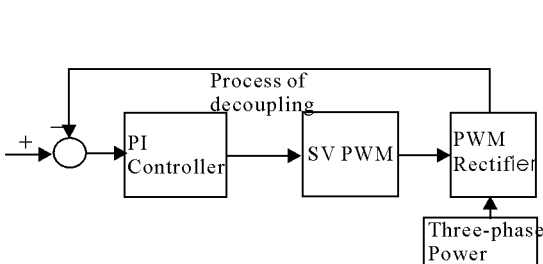 Process of
decoupling
−
+
PI
Controller
SV PWM
PWM
Rectifier
Three-phase
Power